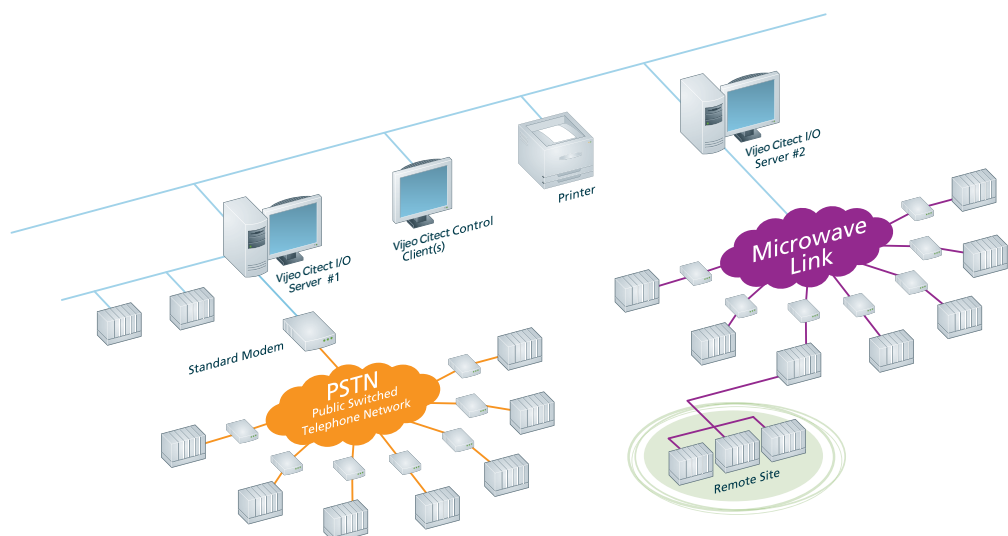 Vijeo Citect I/O
Server #2
Printer
Vijeo Citect Control
Client(s)
Vijeo Citect I/O
Server #1
Microwave
Link
Standard Modem
PSTN
Public Switched
Telephone Network
Remote Site